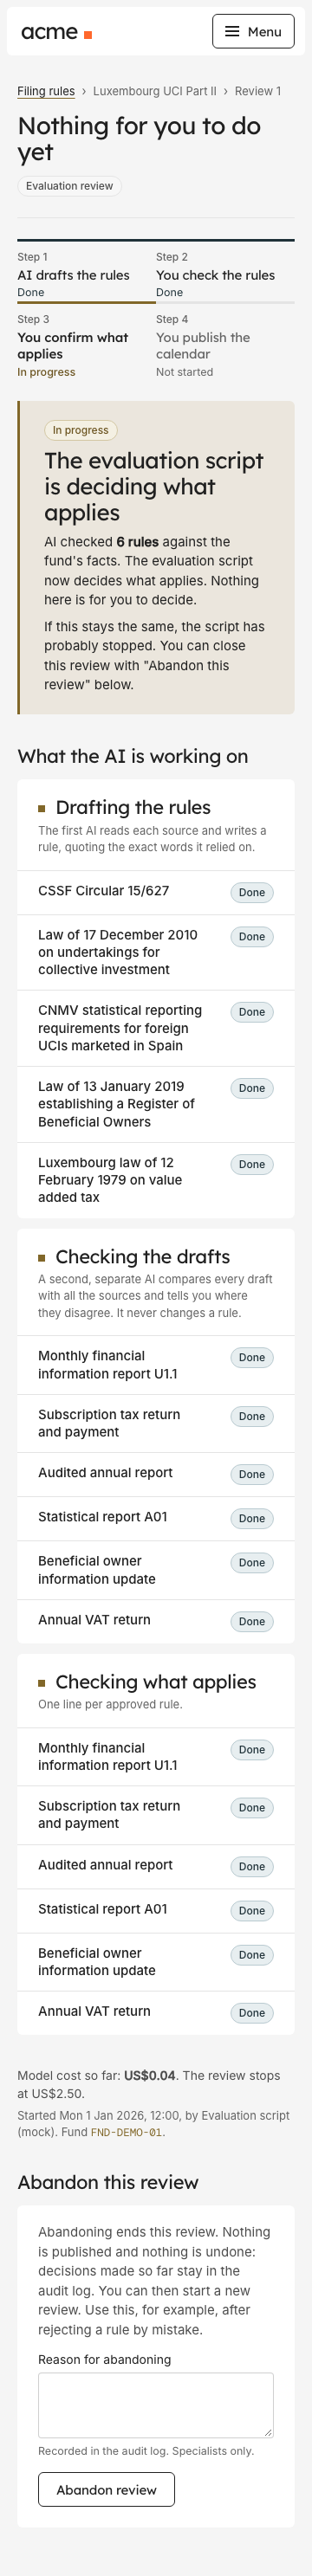 acme
Menu
Filing rules › Luxembourg UCI Part II › Review 1
Nothing for you to do
yet
Evaluation review
Step 1
AI drafts the rules
Done
Step 2
You check the rules
Done
Step 3
You confirm what
applies
In progress
Step 4
You publish the
calendar
Not started
In progress
The evaluation script
is deciding what
applies
AI checked 6 rules against the
fund's facts. The evaluation script
now decides what applies. Nothing
here is for you to decide.
If this stays the same, the script has
probably stopped. You can close
this review with "Abandon this
review" below.
What the AI is working on
Drafting the rules
The first AI reads each source and writes a
rule, quoting the exact words it relied on.
CSSF Circular 15/627
Done
Law of 17 December 2010
on undertakings for
collective investment
Done
CNMV statistical reporting
requirements for foreign
UCIs marketed in Spain
Done
Law of 13 January 2019
establishing a Register of
Beneficial Owners
Done
Luxembourg law of 12
February 1979 on value
added tax
Done
Checking the drafts
A second, separate AI compares every draft
with all the sources and tells you where
they disagree. It never changes a rule.
Monthly financial
information report U1.1
Done
Subscription tax return
and payment
Done
Audited annual report
Done
Statistical report A01
Done
Beneficial owner
information update
Done
Annual VAT return
Done
Checking what applies
One line per approved rule.
Monthly financial
information report U1.1
Done
Subscription tax return
and payment
Done
Audited annual report
Done
Statistical report A01
Done
Beneficial owner
information update
Done
Annual VAT return
Done
Model cost so far: US$0.04. The review stops
at US$2.50.
Started Mon 1 Jan 2026, 12:00, by Evaluation script
(mock). Fund FND-DEMO-01.
Abandon this review
Abandoning ends this review. Nothing
is published and nothing is undone:
decisions made so far stay in the
audit log. You can then start a new
review. Use this, for example, after
rejecting a rule by mistake.
Reason for abandoning
Recorded in the audit log. Specialists only.
Abandon review